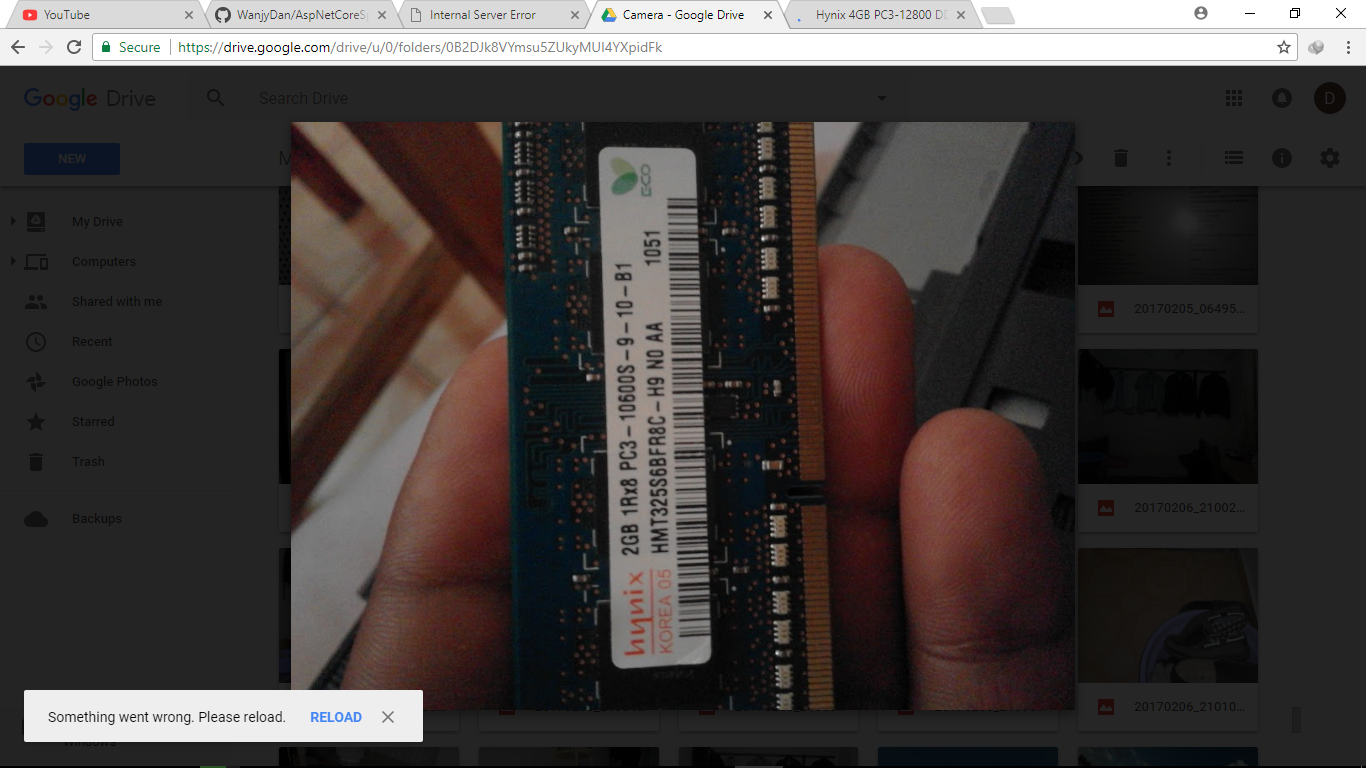 YouTube
WanjyDan/AspNetCoreS
Internal Server Error
Camera - Google Drive
Hynix 4GB PC3-12800 D
Secure
https://drive.google.com/drive/u/0/folders/0B2DJk8VYmsu5ZUkyMUl4YXpidFk
Google Drive
Search Drive
D
NEW
M
My Drive
Computers
Shared with me
Recent
Google Photos
Starred
Trash
Backups
Windows
ECO
2GB 1Rx8 PC3-10600S-9-10-B1
HMT325S6BFR8C-H9 N0 AA 1051
hynix
KOREA 05
20170205_06495...
20170206_21002...
20170206_21010...
Something went wrong. Please reload.
RELOAD